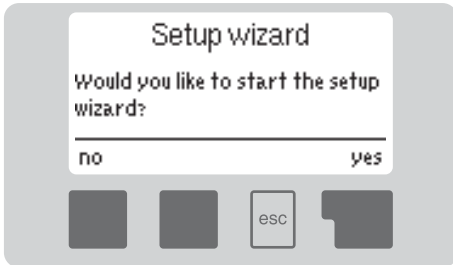 Setup wizard
Would you like to start the setup
wizard?
no yes
esc